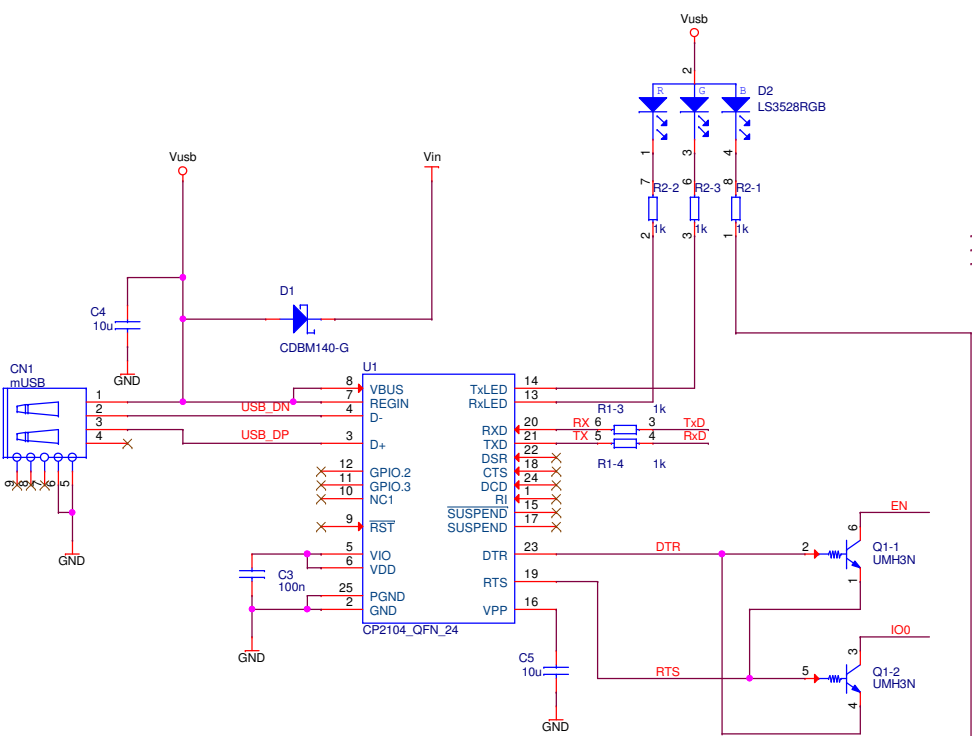 Vusb
2
R G B D2
LS3528RGB
1 3 4
Vusb Vin
7 6 8
R2-2 R2-3 R2-1
1k 1k 1k
2 3 1
D1
C4
10u
CDBM140-G
GND
CN1
mUSB
U1
1
2
3
4
USB_DN
USB_DP
9 8 7 6 5
GND
8 VBUS TxLED 14
7 REGIN RxLED 13
4 D-
3 D+
RXD 20
TXD 21
DSR 22
12 GPIO.2 CTS 18
11 GPIO.3 DCD 24
10 NC1 RI 1
SUSPEND 15
9 RST SUSPEND 17
5 VIO DTR 23
6 VDD
RTS 19
25 PGND
2 GND VPP 16
CP2104_QFN_24
R1-3 1k
RX 6 3 TxD
TX 5 4 RxD
R1-4 1k
C3
100n
GND
C5
10u
GND
EN
6
DTR 2 Q1-1
UMH3N
1
IO0
3
RTS 5 Q1-2
UMH3N
4